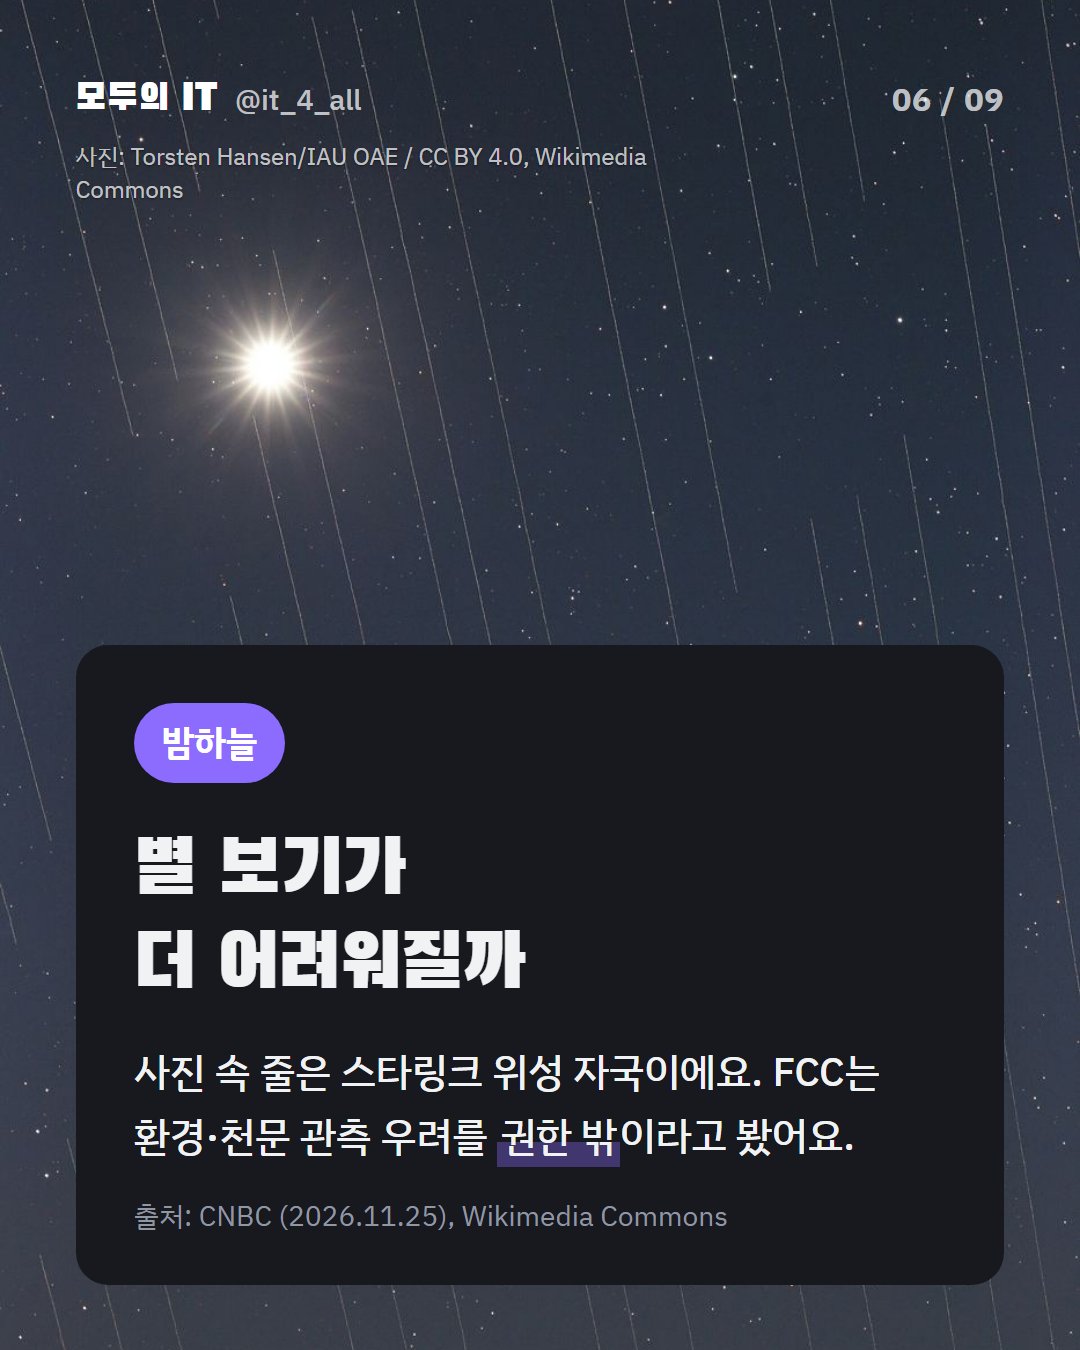 모두의 IT @it_4_all
06 / 09
사진: Torsten Hansen/IAU OAE / CC BY 4.0, Wikimedia
Commons
밤하늘
별 보기가
더 어려워질까
사진 속 줄은 스타링크 위성 자국이에요. FCC는
환경·천문 관측 우려를 권한 밖이라고 봤어요.
출처: CNBC (2026.11.25), Wikimedia Commons